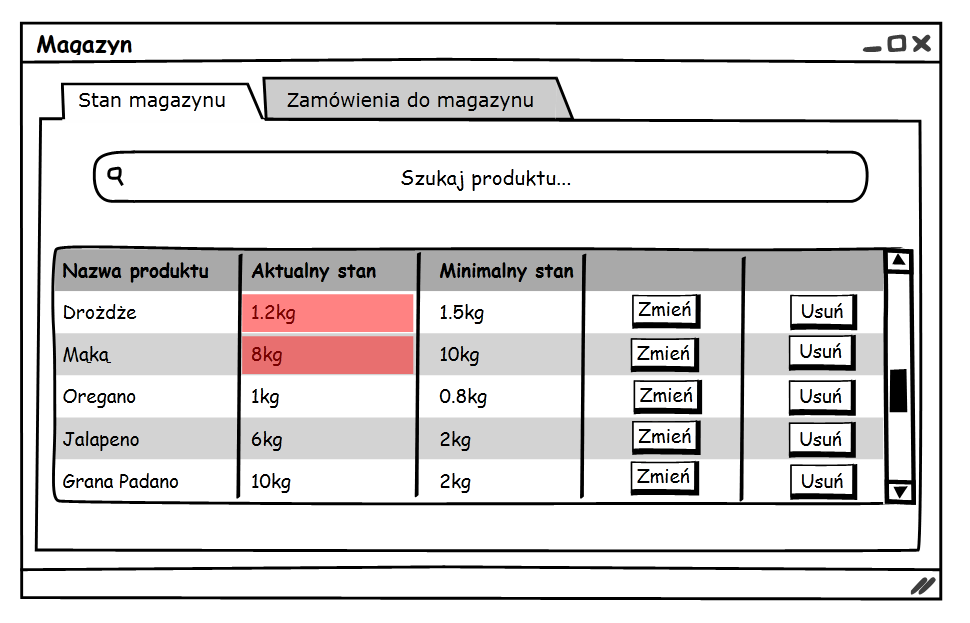 Magazyn
Stan magazynu Zamówienia do magazynu
Szukaj produktu...
Nazwa produktu Aktualny stan Minimalny stan
Drożdże 1.2kg 1.5kg Zmień Usuń
Mąką 8kg 10kg Zmień Usuń
Oregano 1kg 0.8kg Zmień Usuń
Jalapeno 6kg 2kg Zmień Usuń
Grana Padano 10kg 2kg Zmień Usuń